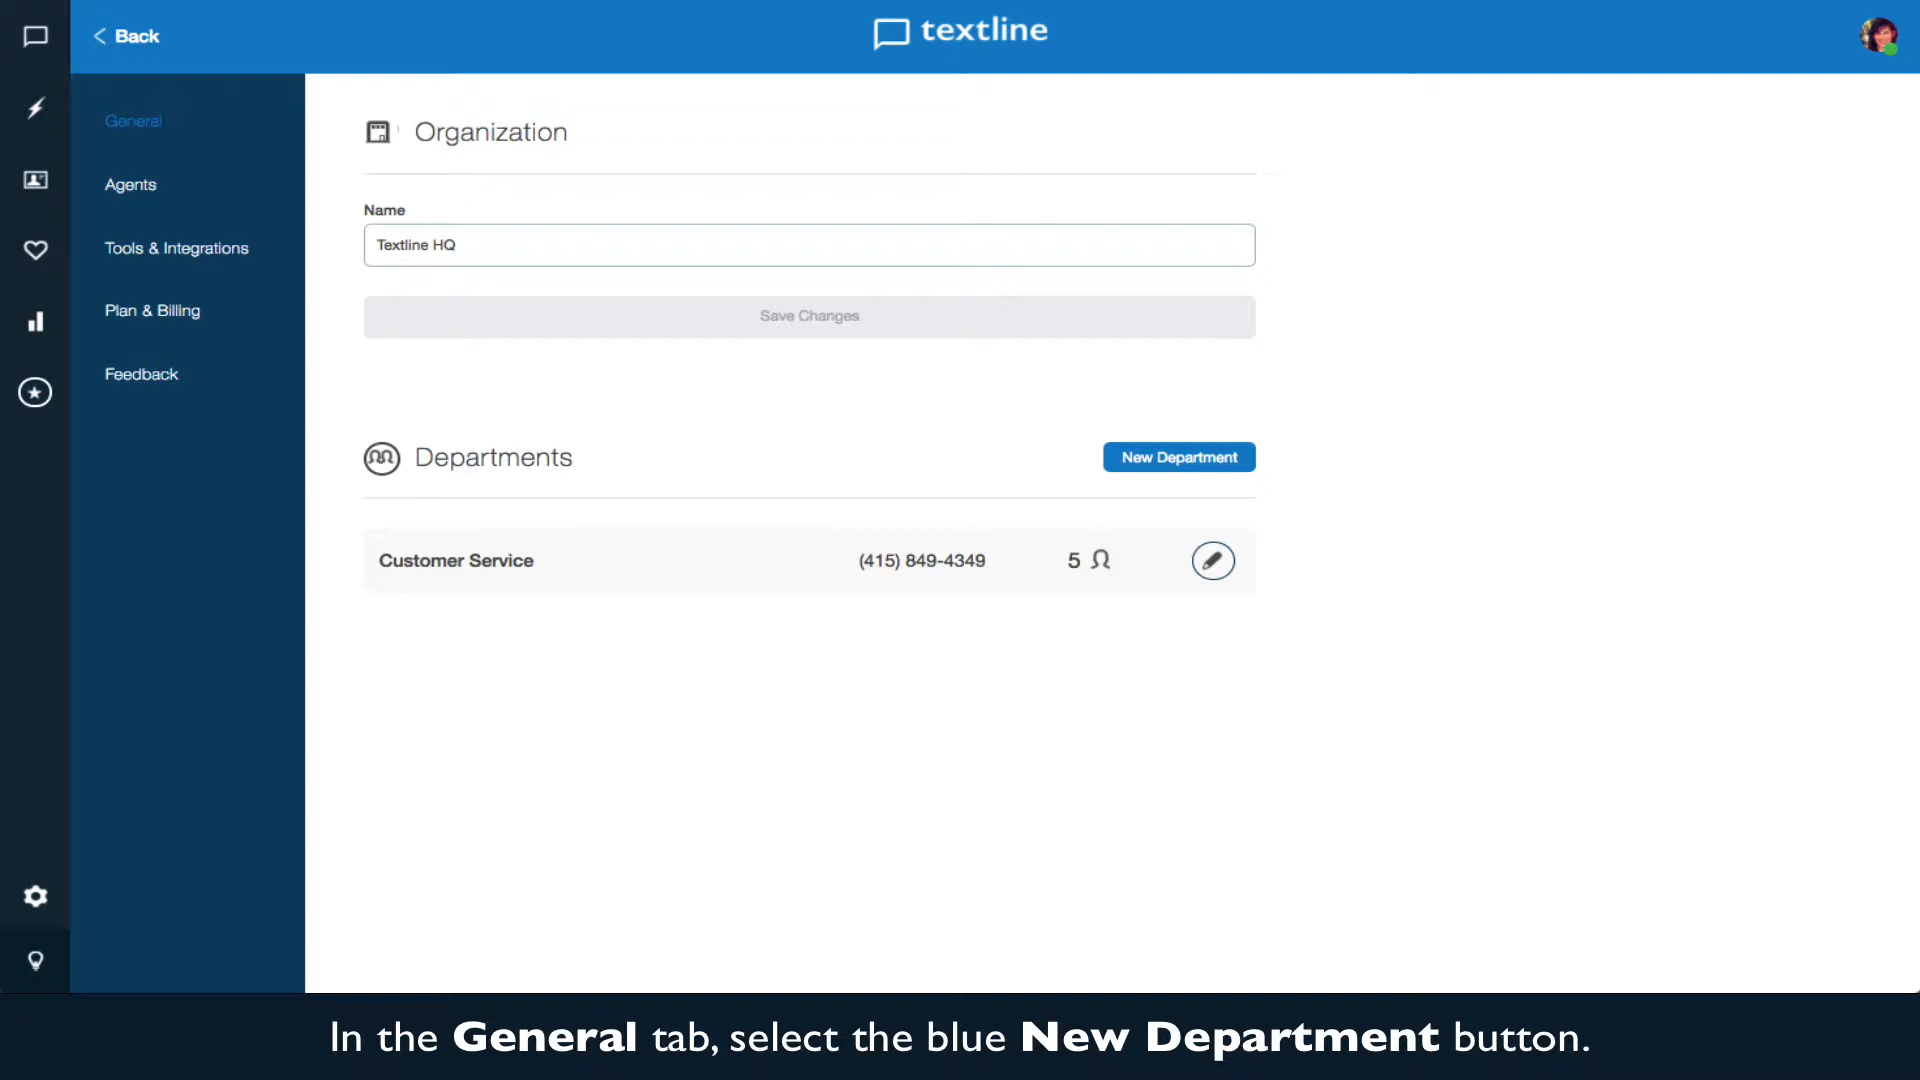 Back
textline
General
Agents
Tools & Integrations
Plan & Billing
Feedback
Organization
Name
Textline HQ
Save Changes
Departments
New Department
Customer Service (415) 849-4349 5
In the General tab, select the blue New Department button.